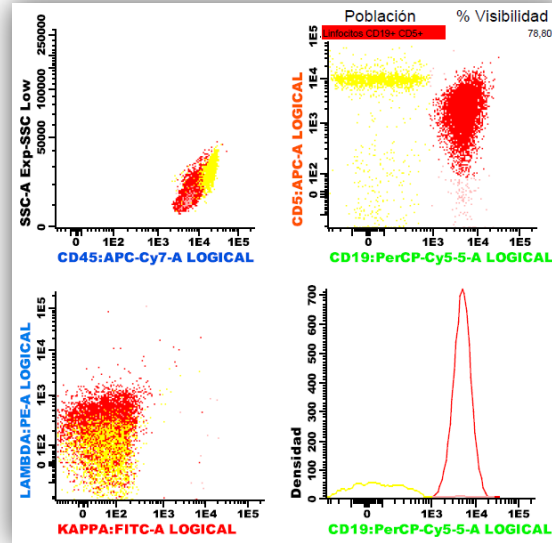 SSC-A Exp-SSC Low
250000
100000
50000
0
0 1E2 1E3 1E4 1E5
CD45:APC-Cy7-A LOGICAL
Población % Visibilidad
Linfocitos CD19+ CD5+ 78,80
CD5:APC-A LOGICAL
1E5
1E4
1E3
0 1E2
0 1E3 1E4 1E5
CD19:PerCP-Cy5-5-A LOGICAL
LAMBDA:PE-A LOGICAL
1E5
1E4
1E3
0 1E2
0 1E2 1E3 1E4 1E5
KAPPA:FITC-A LOGICAL
Densidad
700
600
500
400
300
200
100
0
0 1E3 1E4 1E5
CD19:PerCP-Cy5-5-A LOGICAL